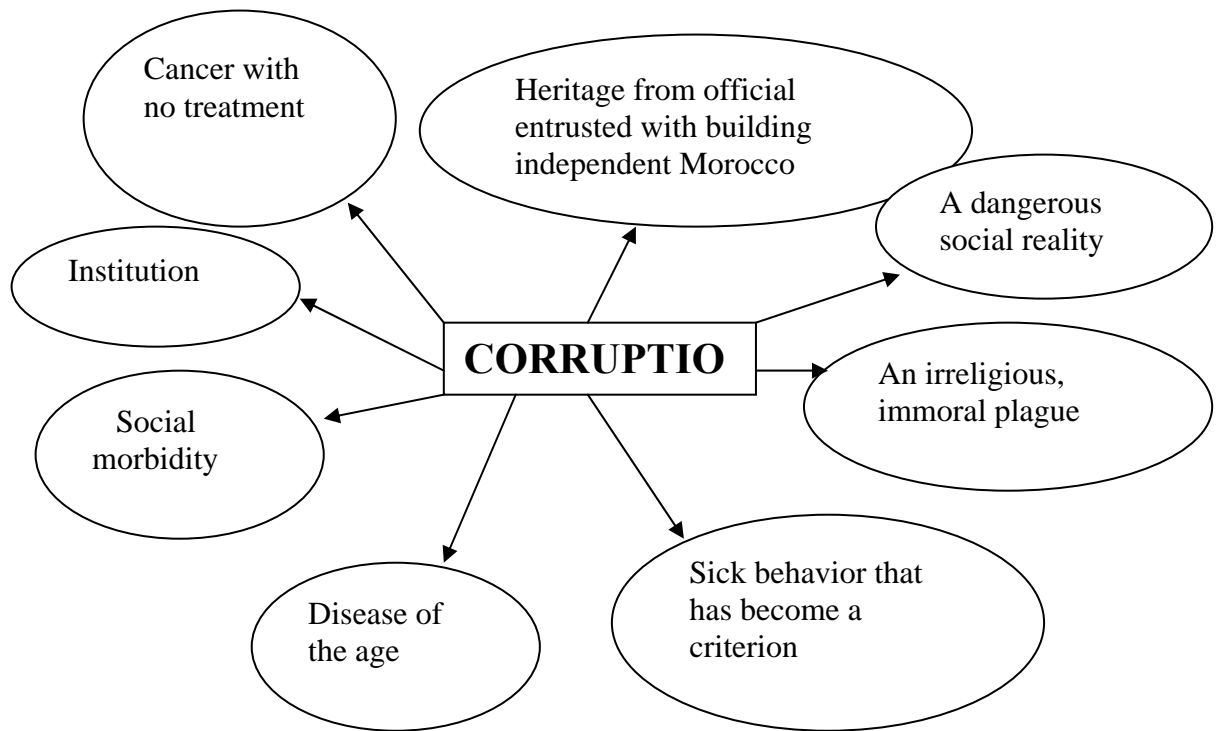 Cancer with
no treatment
Heritage from official
entrusted with building
independent Morocco
A dangerous
social reality
Institution
CORRUPTIO
An irreligious,
immoral plague
Social
morbidity
Sick behavior that
has become a
criterion
Disease of
the age